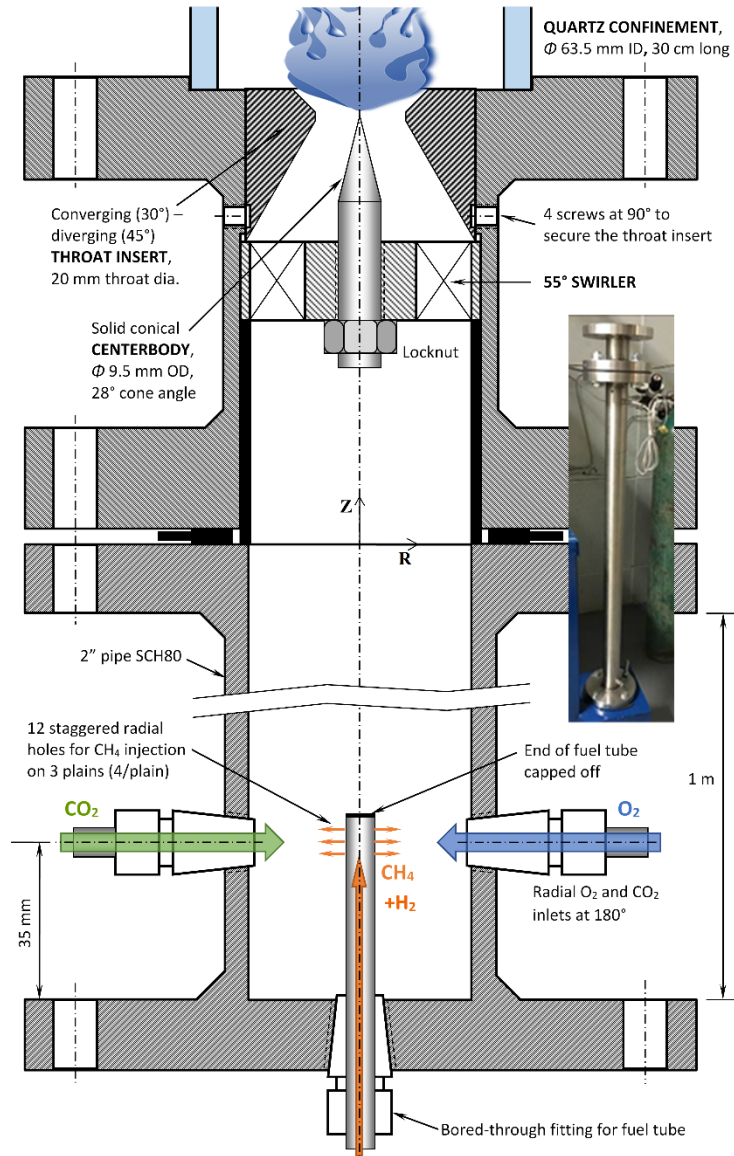 QUARTZ CONFINEMENT,
Φ 63.5 mm ID, 30 cm long
Converging (30°) –
diverging (45°)
THROAT INSERT,
20 mm throat dia.
4 screws at 90° to
secure the throat insert
55° SWIRLER
Solid conical
CENTERBODY,
Φ 9.5 mm OD,
28° cone angle
Locknut
Z
R
2” pipe SCH80
12 staggered radial
holes for CH₄ injection
on 3 plains (4/plain)
End of fuel tube
capped off
1 m
CO₂
O₂
CH₄
+H₂
Radial O₂ and CO₂
inlets at 180°
35 mm
Bored-through fitting for fuel tube